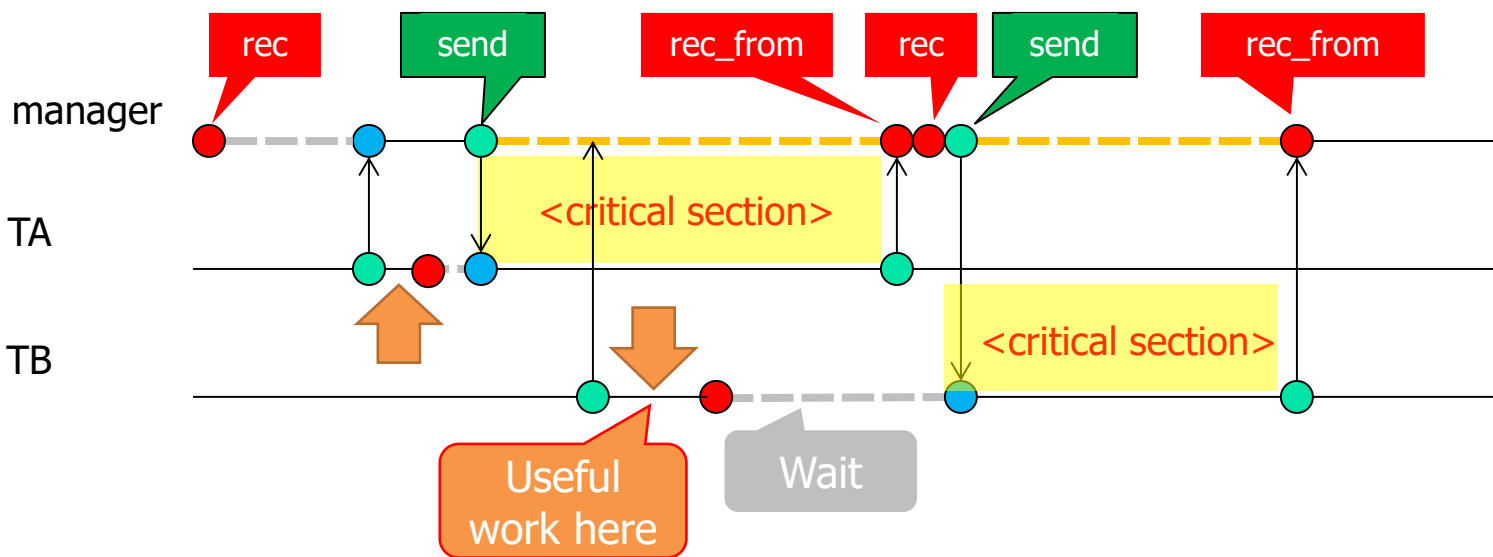 rec
send
rec_from
rec
send
rec_from
manager
<critical section>
TA
<critical section>
TB
Useful
work here
Wait